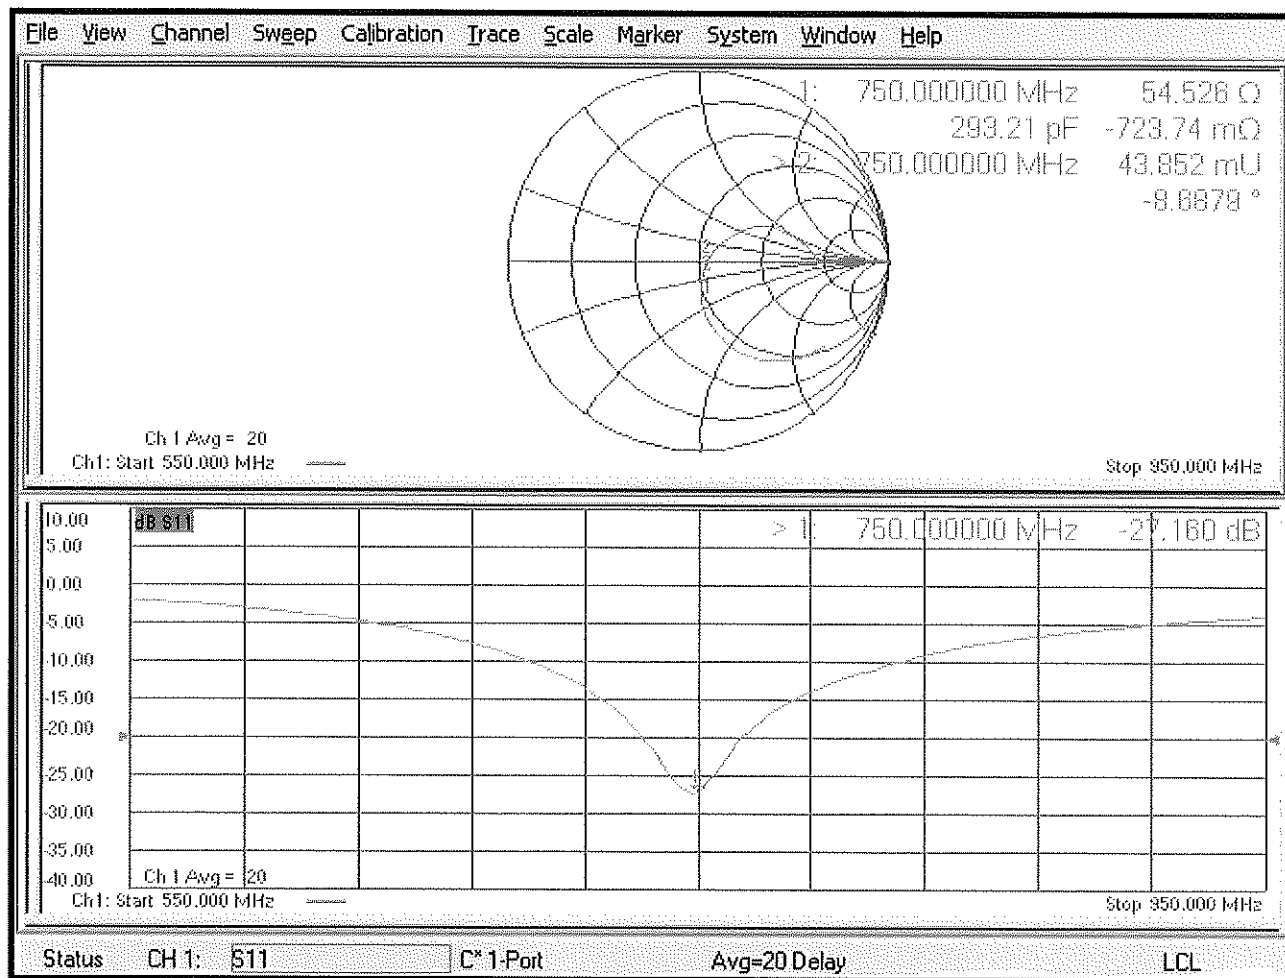 File View Channel Sweep Calibration Trace Scale Marker System Window Help
1: 750.000000 MHz 54.526 Ω
293.21 pF -723.74 mΩ
> 2: 750.000000 MHz 43.852 mU
-8.6879 °
Ch 1 Avg = 20
Ch1: Start 550.000 MHz
Stop 950.000 MHz
10.00
dB S11
> 1: 750.000000 MHz -27.160 dB
5.00
0.00
-5.00
-10.00
-15.00
-20.00
-25.00
-30.00
-35.00
-40.00
Ch 1 Avg = 20
Ch1: Start 550.000 MHz
Stop 950.000 MHz
Status CH 1: S11 C* 1-Port Avg=20 Delay LCL